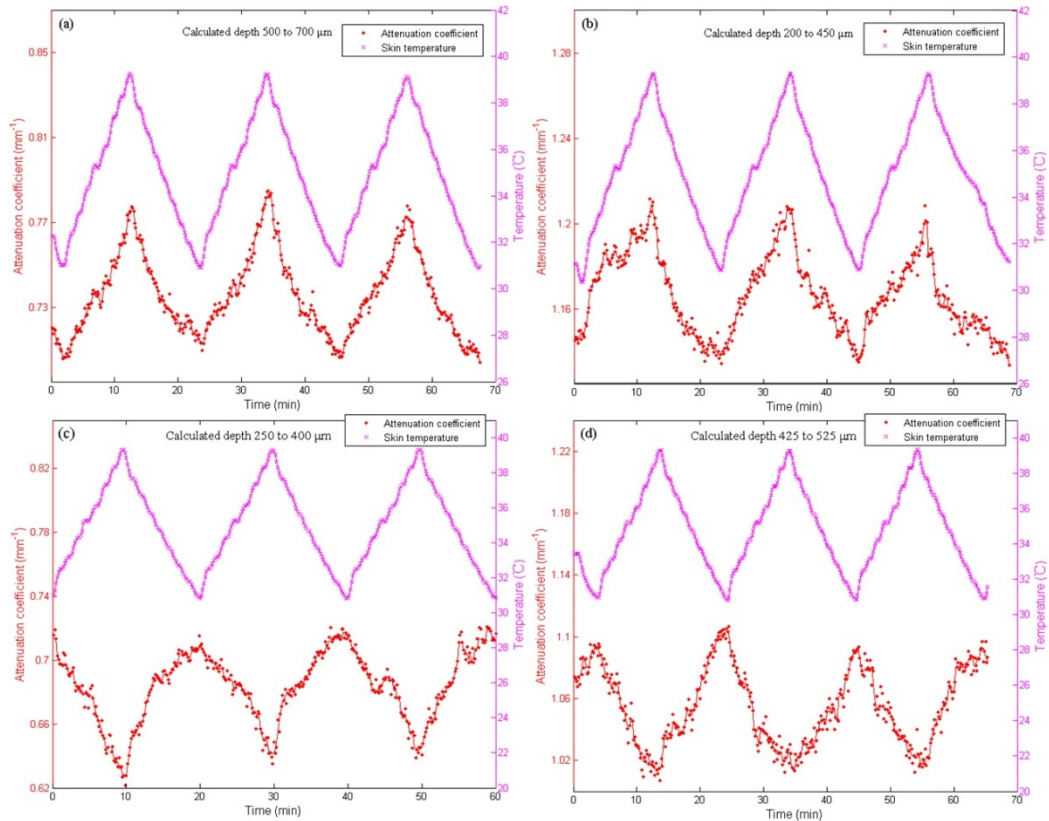 (a)
Calculated depth 500 to 700 μm
Attenuation coefficient
Skin temperature
0.85
0.81
0.77
0.73
Attenuation coefficient (mm⁻¹)
42
40
38
36
34
32
30
28
26
Temperature (℃)
0 10 20 30 40 50 60 70
Time (min)
(b)
Calculated depth 200 to 450 μm
Attenuation coefficient
Skin temperature
1.28
1.24
1.2
1.16
Attenuation coefficient (mm⁻¹)
42
40
38
36
34
32
30
28
26
Temperature (℃)
0 10 20 30 40 50 60 70
Time (min)
(c)
Calculated depth 250 to 400 μm
Attenuation coefficient
Skin temperature
0.82
0.78
0.74
0.7
0.66
0.62
Attenuation coefficient (mm⁻¹)
40
38
36
34
32
30
28
26
24
22
20
Temperature (℃)
0 10 20 30 40 50 60
Time (min)
(d)
Calculated depth 425 to 525 μm
Attenuation coefficient
Skin temperature
1.22
1.18
1.14
1.1
1.06
1.02
Attenuation coefficient (mm⁻¹)
40
38
36
34
32
30
28
26
24
22
20
Temperature (℃)
0 10 20 30 40 50 60 70
Time (min)